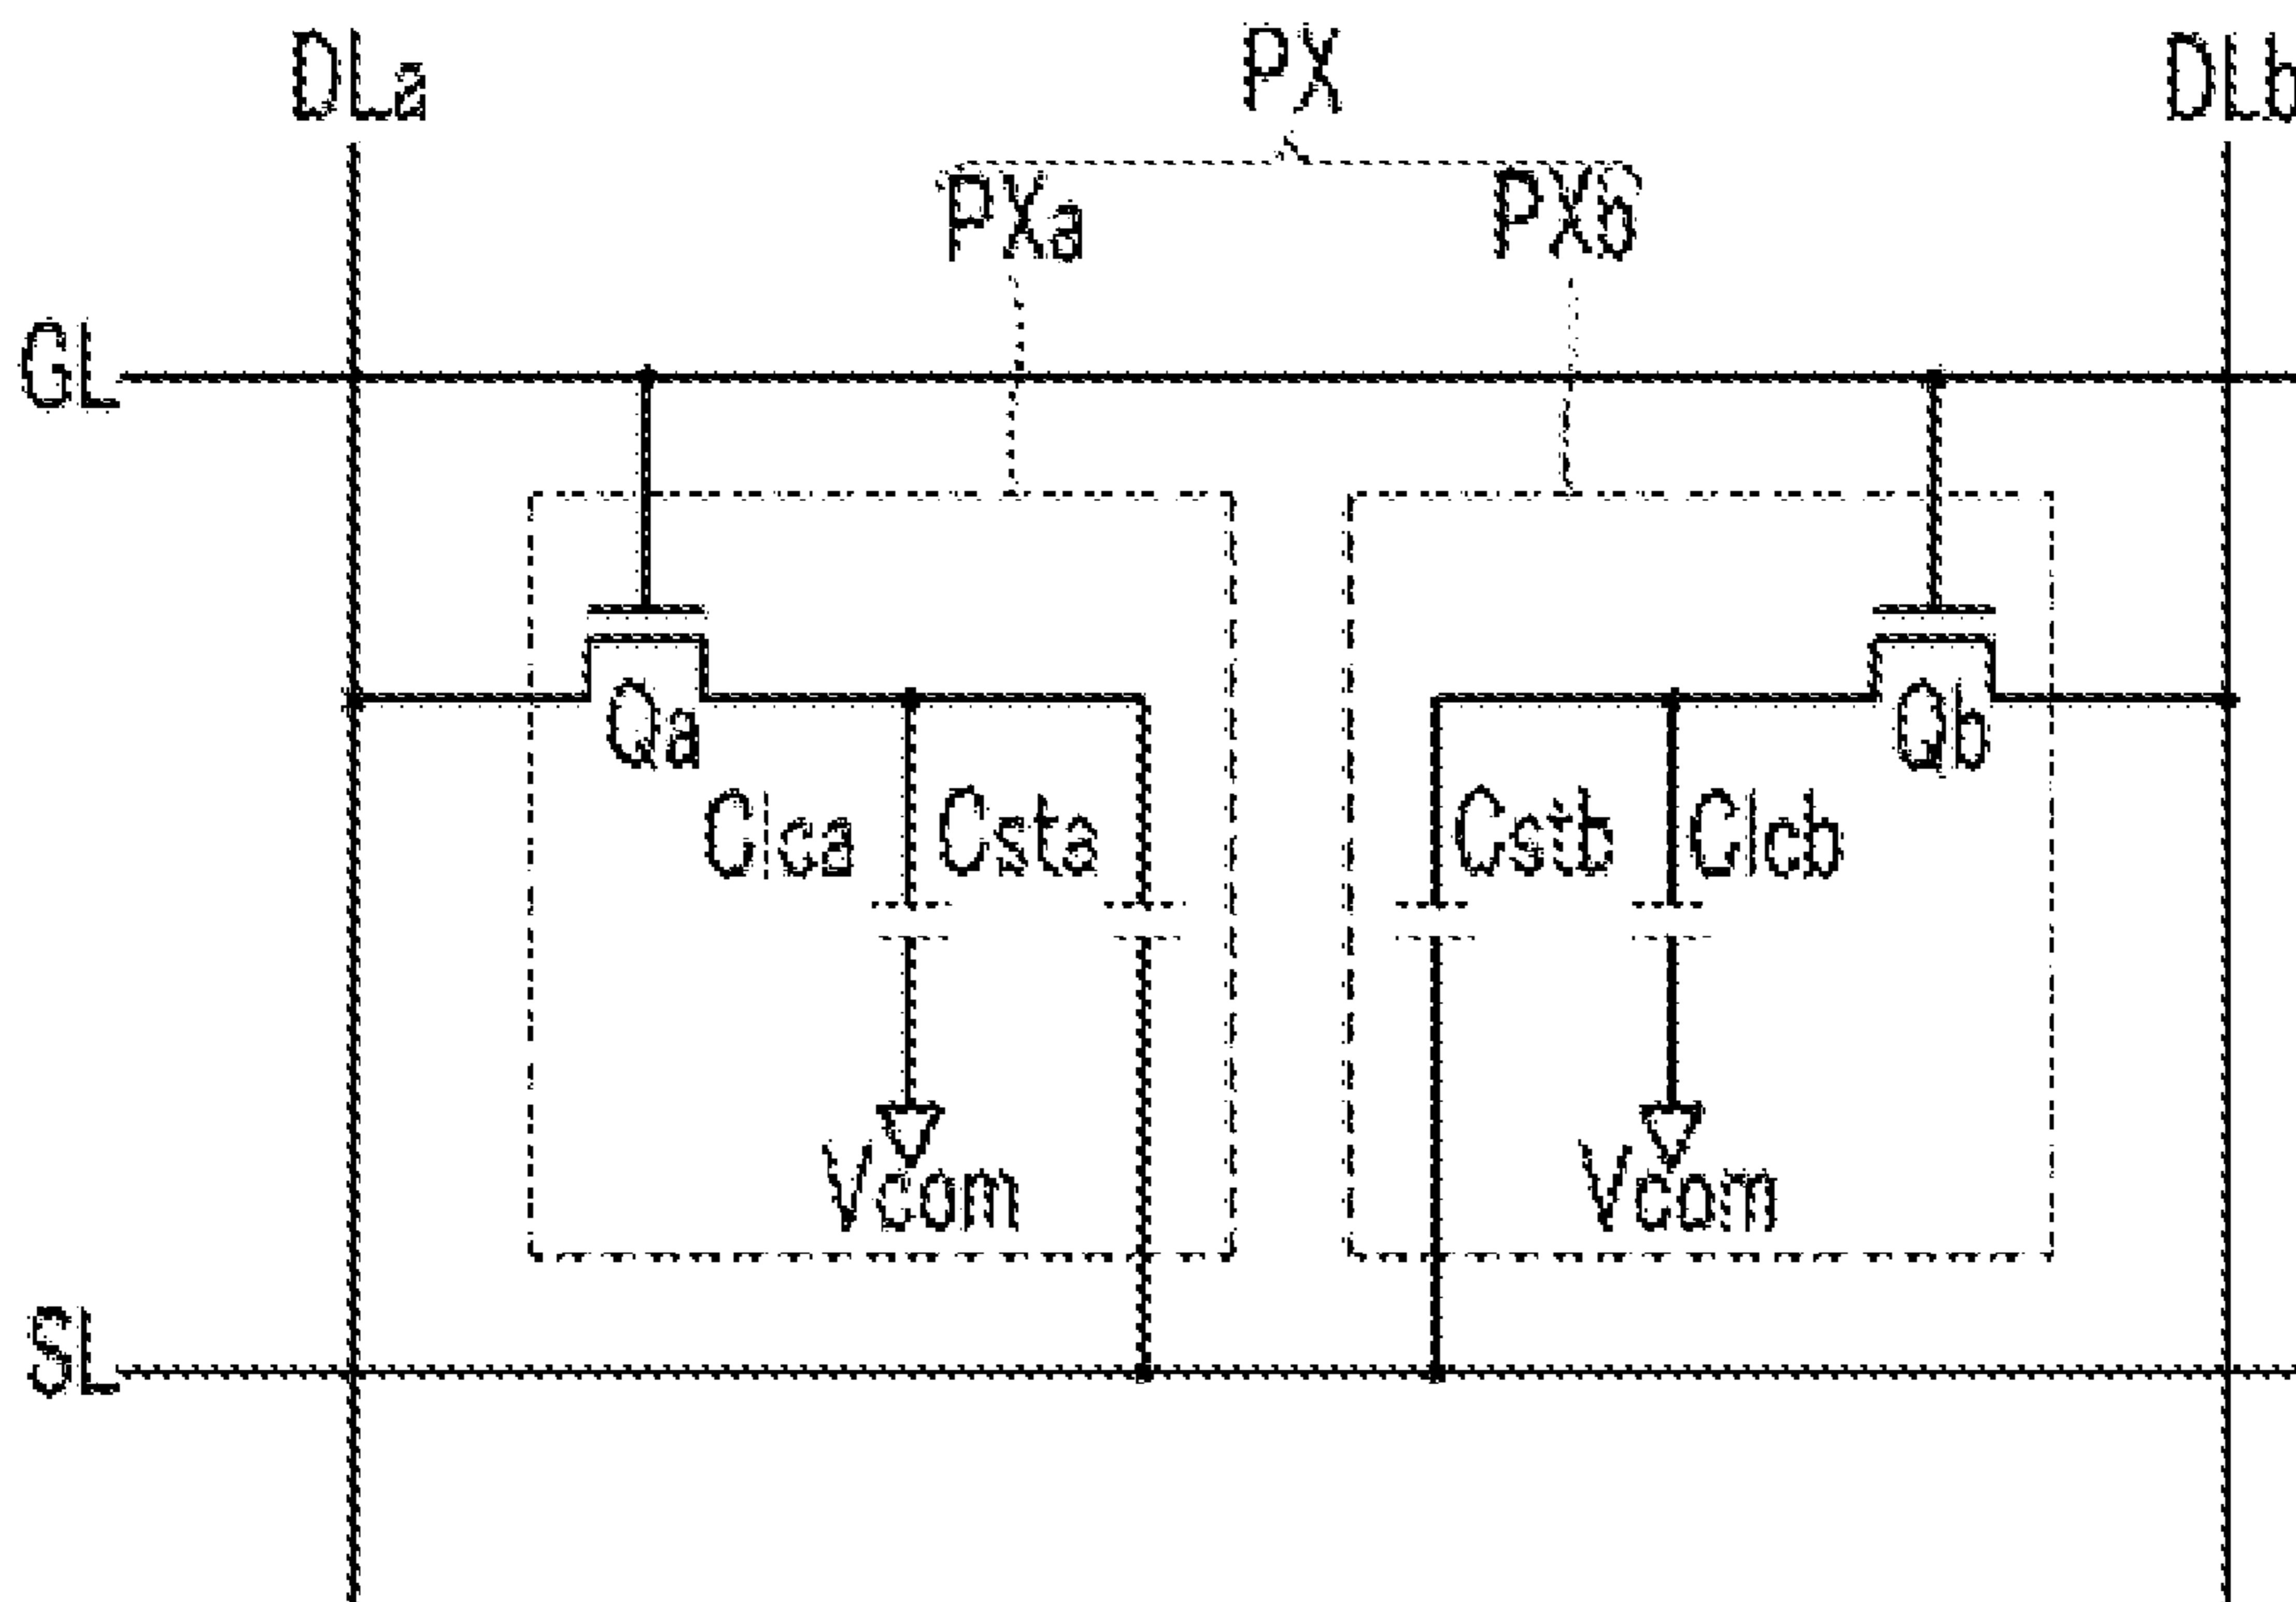 DLa PX DLb
PXa PXb
GL
Qa Qb
Clca Csta Cstb Clcb
Vcom Vcom
SL